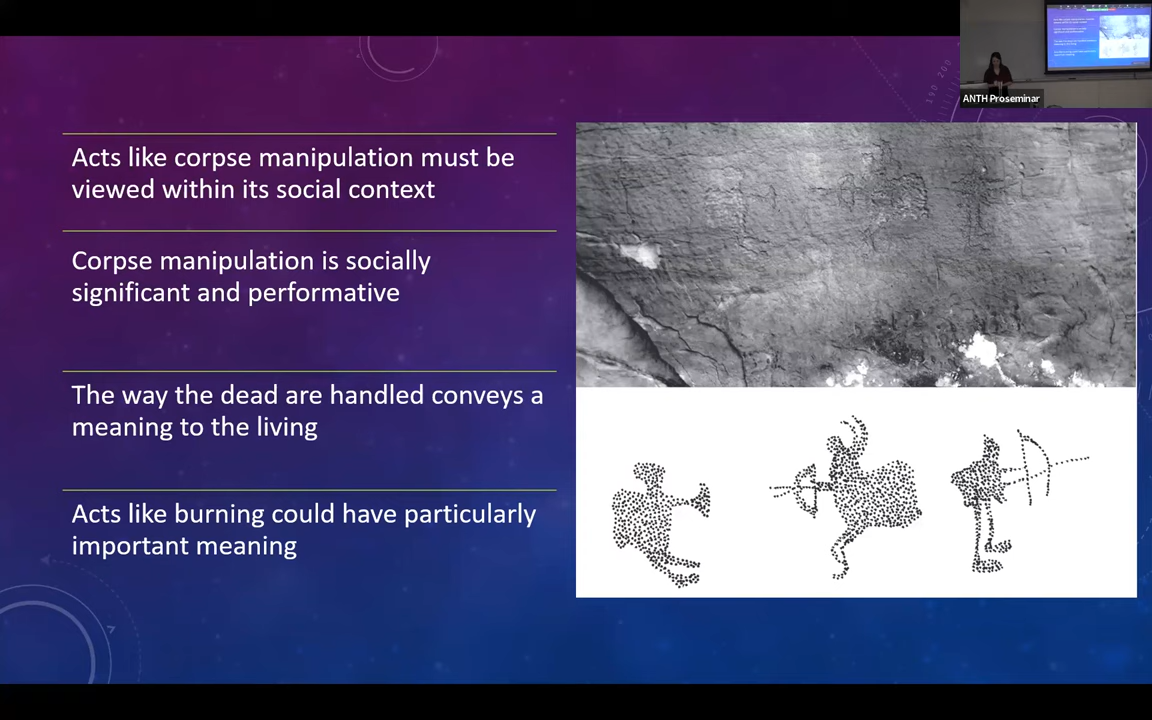 190 200
ANTH Proseminar
Acts like corpse manipulation must be
viewed within its social context
Corpse manipulation is socially
significant and performative
The way the dead are handled conveys a
meaning to the living
Acts like burning could have particularly
important meaning